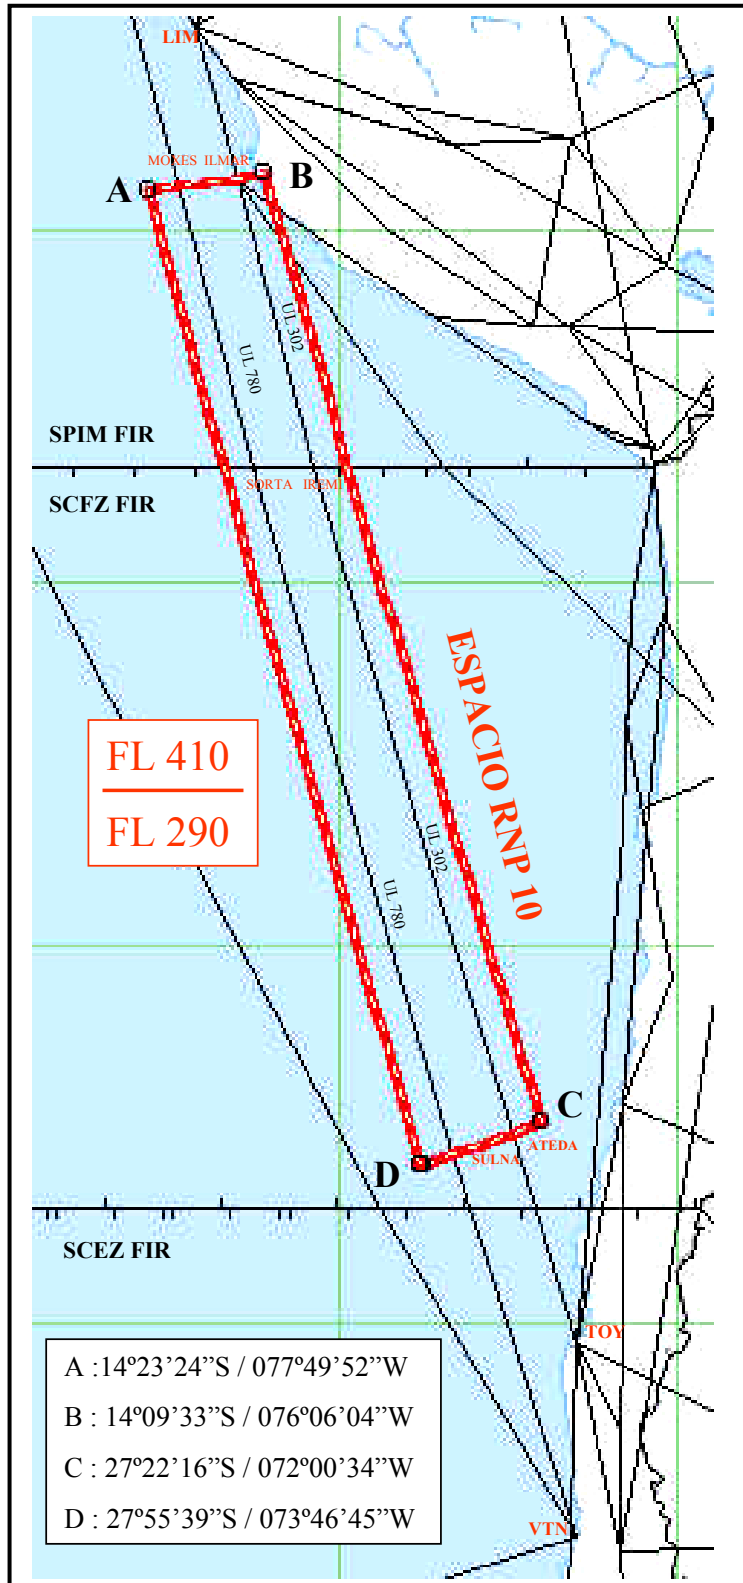 LIM
MOXES ILMAR
A
B
UL 302
UL 780
SPIM FIR
SORTA IREMI
SCFZ FIR
ESPACIO RNP 10
FL 410
FL 290
UL 302
UL 780
C
ATEDA
SULNA
D
SCEZ FIR
TOY
A :14º23’24”S / 077º49’52”W
B : 14º09’33”S / 076º06’04”W
C : 27º22’16”S / 072º00’34”W
D : 27º55’39”S / 073º46’45”W
VTN